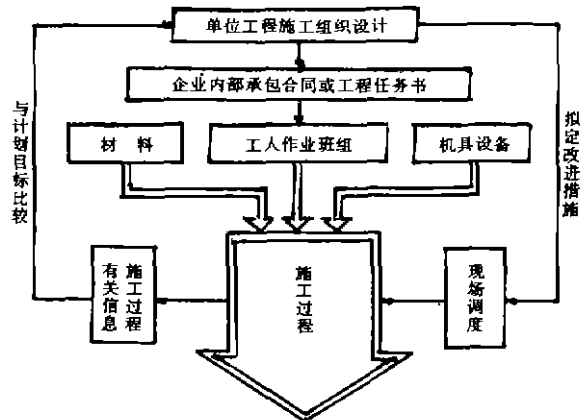 单位工程施工组织设计
企业内部承包合同或工程任务书
材 料
工人作业班组
机具设备
与计划目标比较
拟定改进措施
施工过程
有关信息
施工过程
现场调度